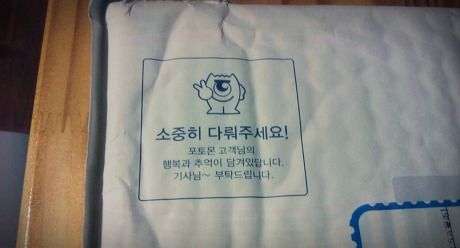 소중히 다뤄주세요!
포토몬 고객님의
행복과 추억이 담겨있답니다.
기사님~ 부탁드립니다.